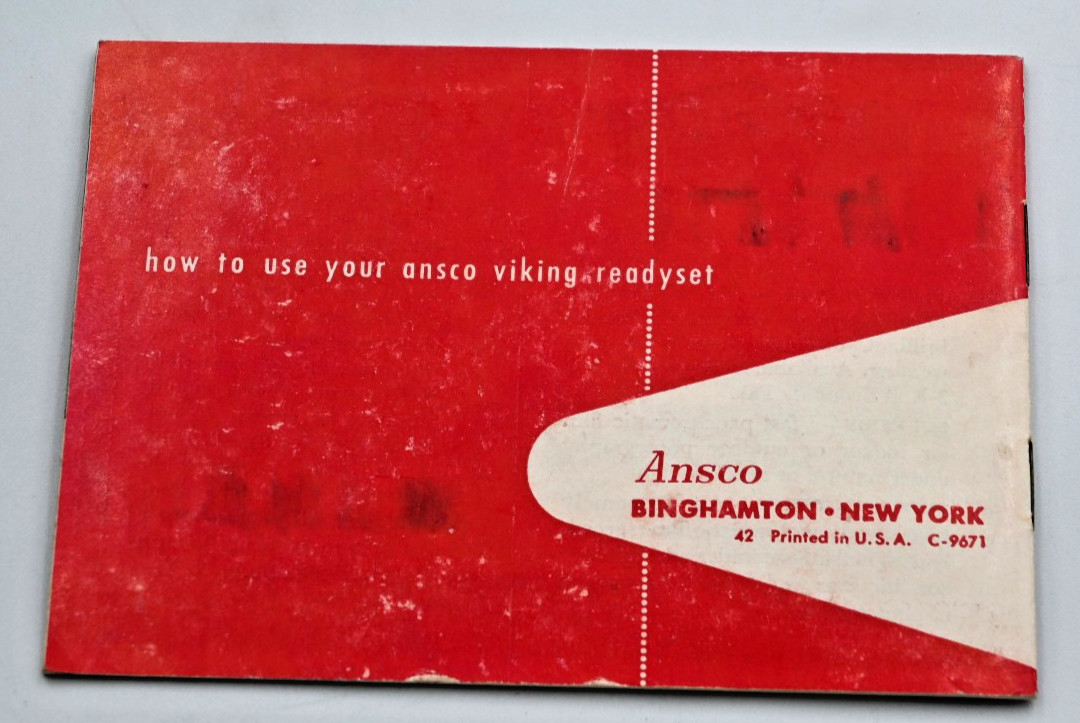 how to use your ansco viking readyset
Ansco
BINGHAMTON • NEW YORK
42 Printed in U.S.A. C-9671